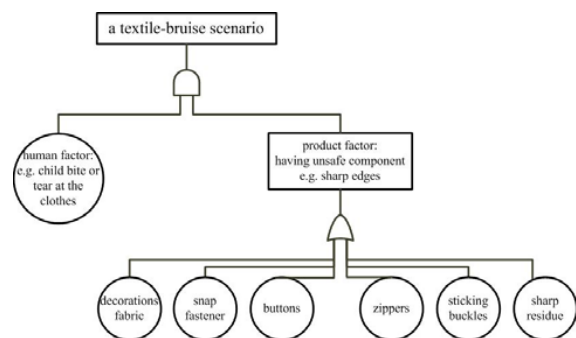 a textile-bruise scenario
human factor:
e.g. child bite or
tear at the
clothes
product factor:
having unsafe component
e.g. sharp edges
decorations
fabric
snap
fastener
buttons
zippers
sticking
buckles
sharp
residue